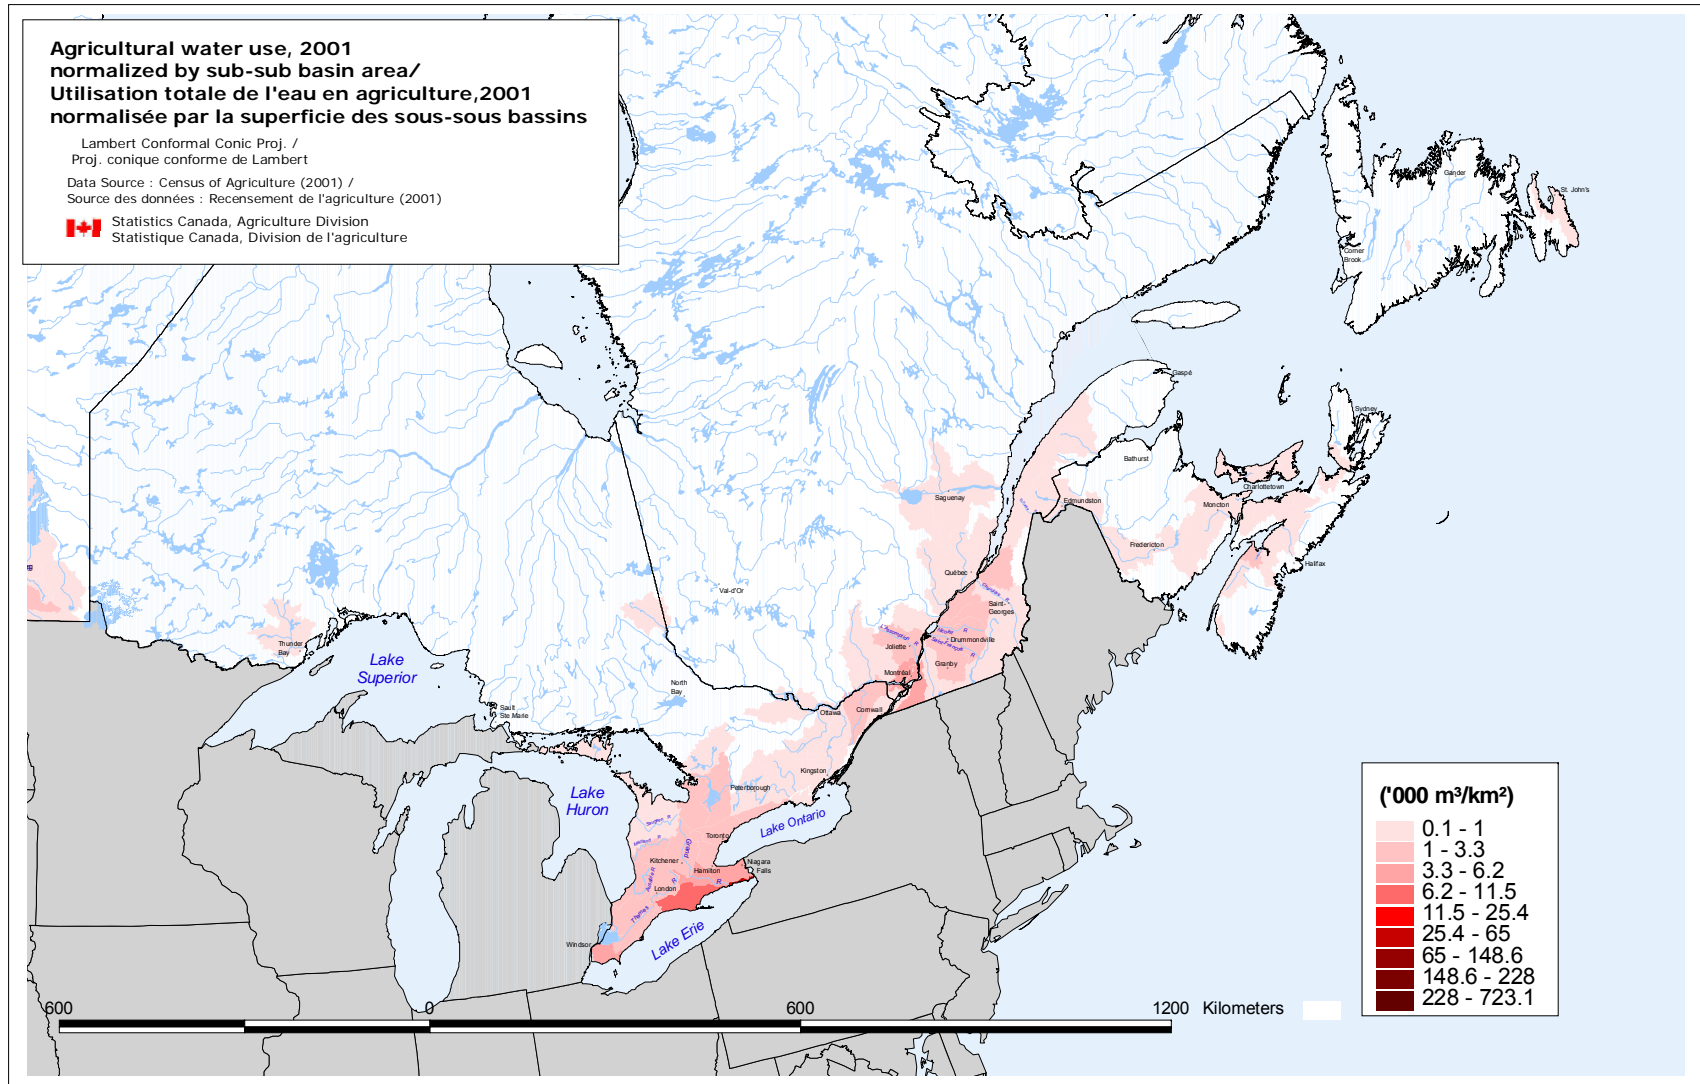 Agricultural water use, 2001
normalized by sub-sub basin area/
Utilisation totale de l'eau en agriculture,2001
normalisée par la superficie des sous-sous bassins
Lambert Conformal Conic Proj. /
Proj. conique conforme de Lambert
Data Source : Census of Agriculture (2001) /
Source des données : Recensement de l'agriculture (2001)
Statistics Canada, Agriculture Division
Statistique Canada, Division de l'agriculture
Gander
St. John's
Corner
Brook
Gaspé
Sydney
Bathurst
Saguenay
Charlottetown
Edmundston
Moncton
Fredericton
Halifax
Québec
Val-d'Or
Saint-
Georges
Drummondville
Joliette
Granby
Montréal
Thunder
Bay
Lake
Superior
North
Bay
Sault
Ste.Marie
Ottawa
Cornwall
Kingston
Peterborough
Lake
Huron
Lake Ontario
Toronto
Grand
Kitchener
Niagara
Falls
Hamilton
R
London
Thames
Windsor
Lake Erie
('000 m³/km²)
0.1 - 1
1 - 3.3
3.3 - 6.2
6.2 - 11.5
11.5 - 25.4
25.4 - 65
65 - 148.6
148.6 - 228
228 - 723.1
600 0 600 1200 Kilometers